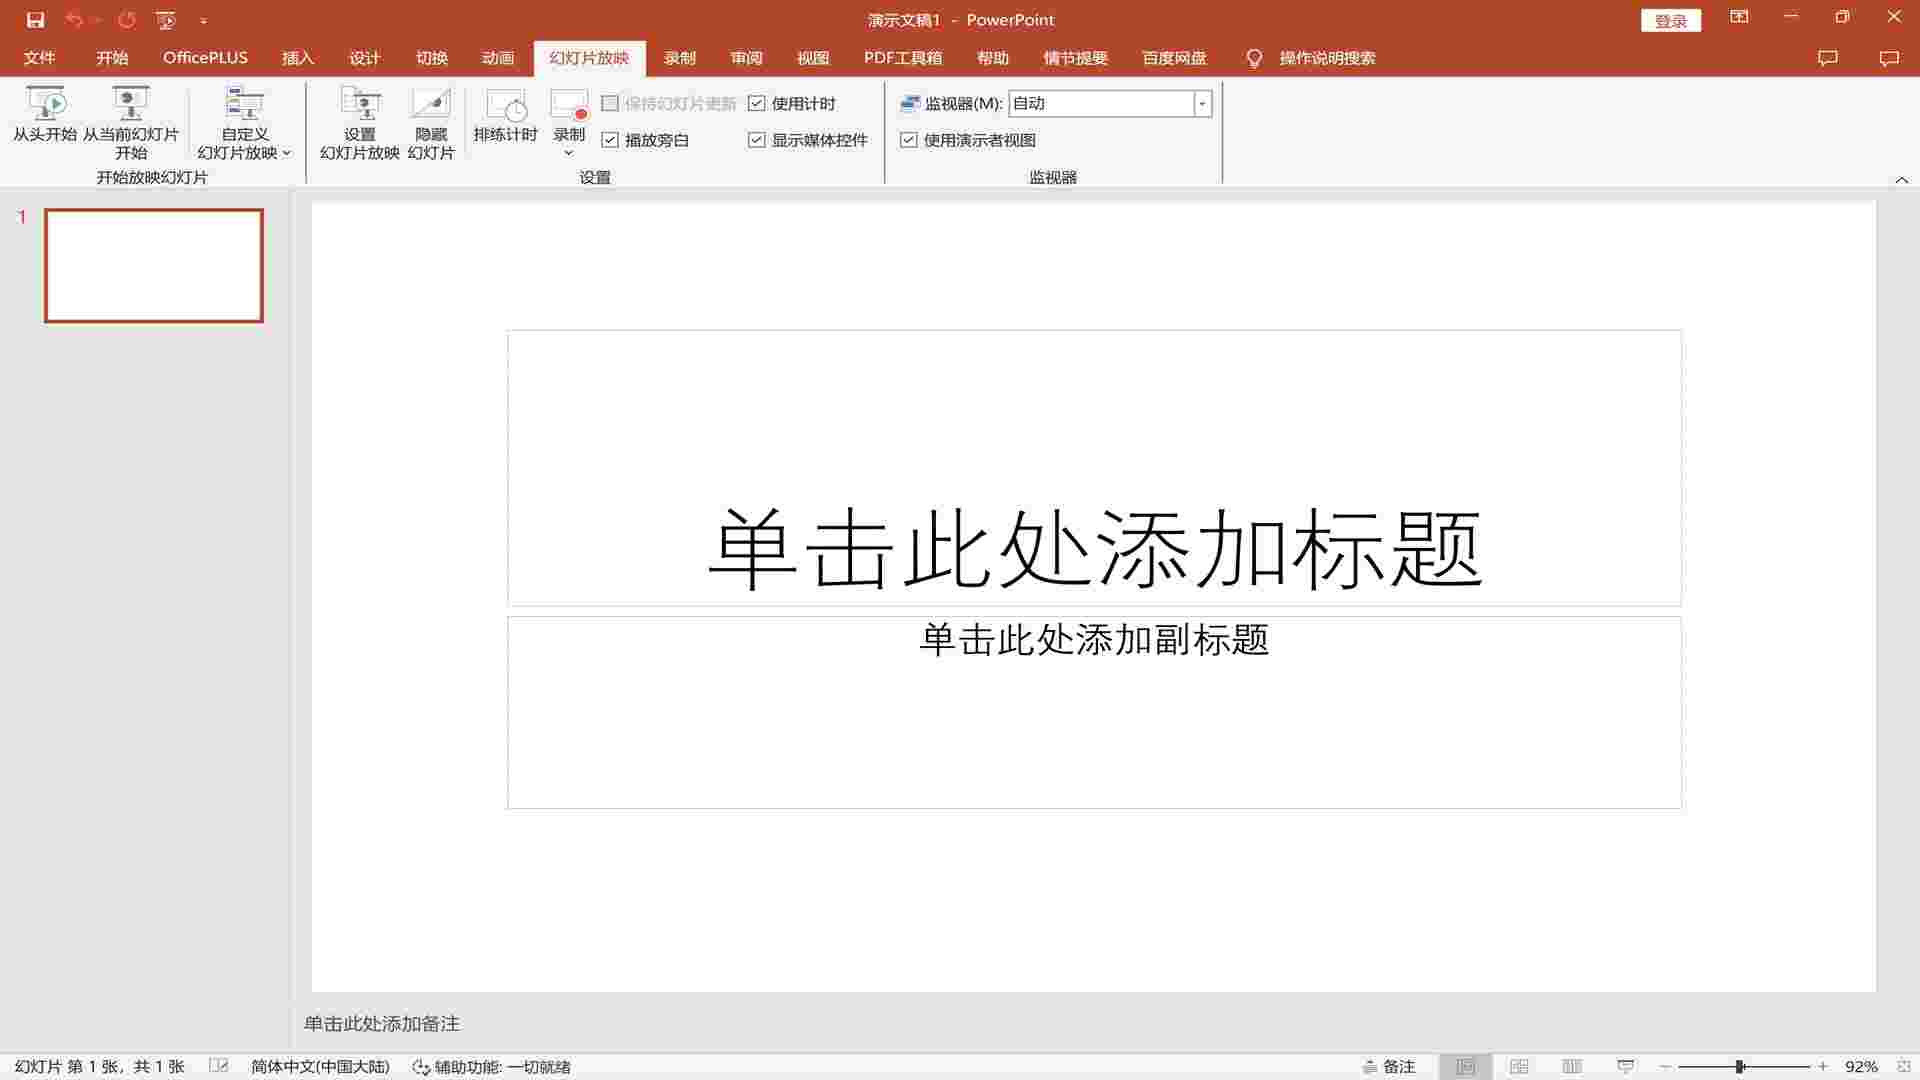 演示文稿1 - PowerPoint
登录
文件 开始 OfficePLUS 插入 设计 切换 动画 幻灯片放映 录制 审阅 视图 PDF工具箱 帮助 情节提要 百度网盘 操作说明搜索
从头开始
从当前幻灯片
开始
自定义
幻灯片放映
开始放映幻灯片
设置
幻灯片放映
隐藏
幻灯片
排练计时
录制
保持幻灯片更新
使用计时
播放旁白
显示媒体控件
设置
监视器(M): 自动
使用演示者视图
监视器
1
单击此处添加标题
单击此处添加副标题
单击此处添加备注
幻灯片 第 1 张，共 1 张 简体中文(中国大陆) 辅助功能: 一切就绪 备注 92%